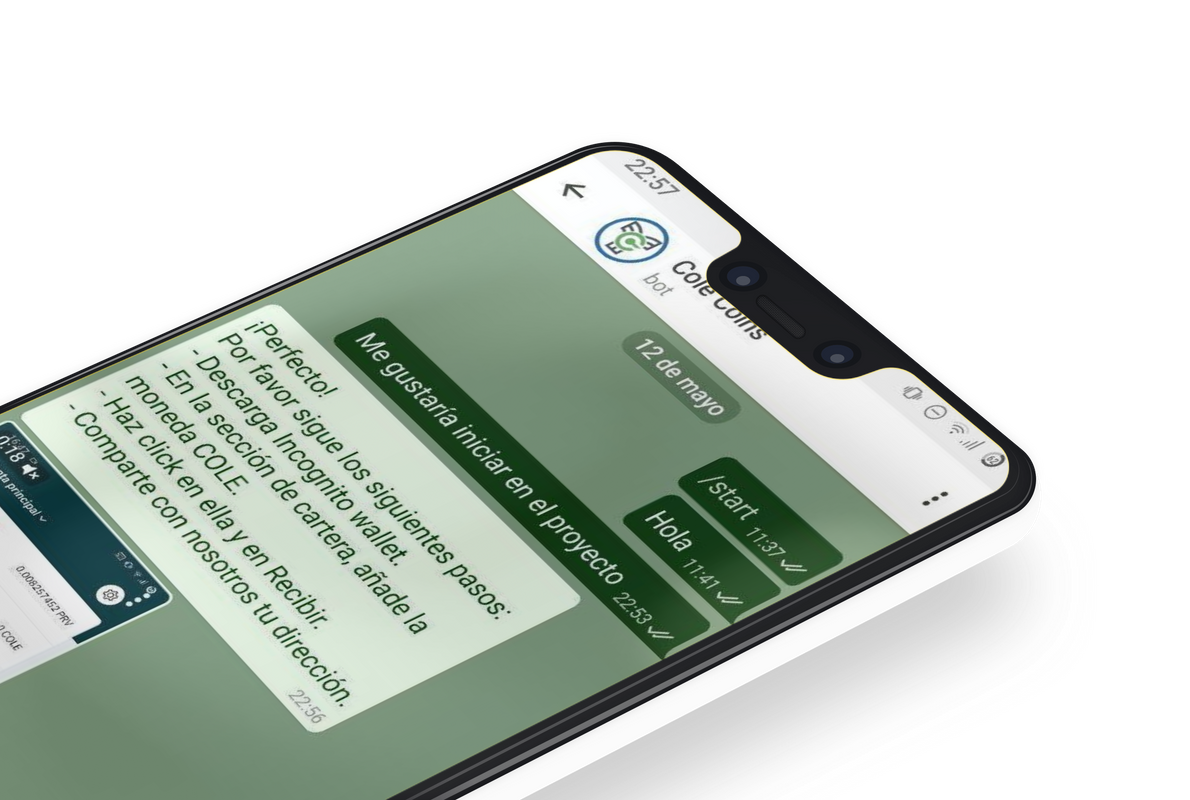 22:57
62
Cole Coins
bot
12 de mayo
/start 11:37
Hola 11:41
Me gustaría iniciar en el proyecto 22:53
¡Perfecto!
Por favor sigue los siguientes pasos:
- Descarga Incognito wallet.
- En la sección de cartera, añade la
moneda COLE.
- Haz click en ella y en Recibir.
- Comparte con nosotros tu dirección.
22:56
0:18
principal
0.008257452 PRV
0 COLE